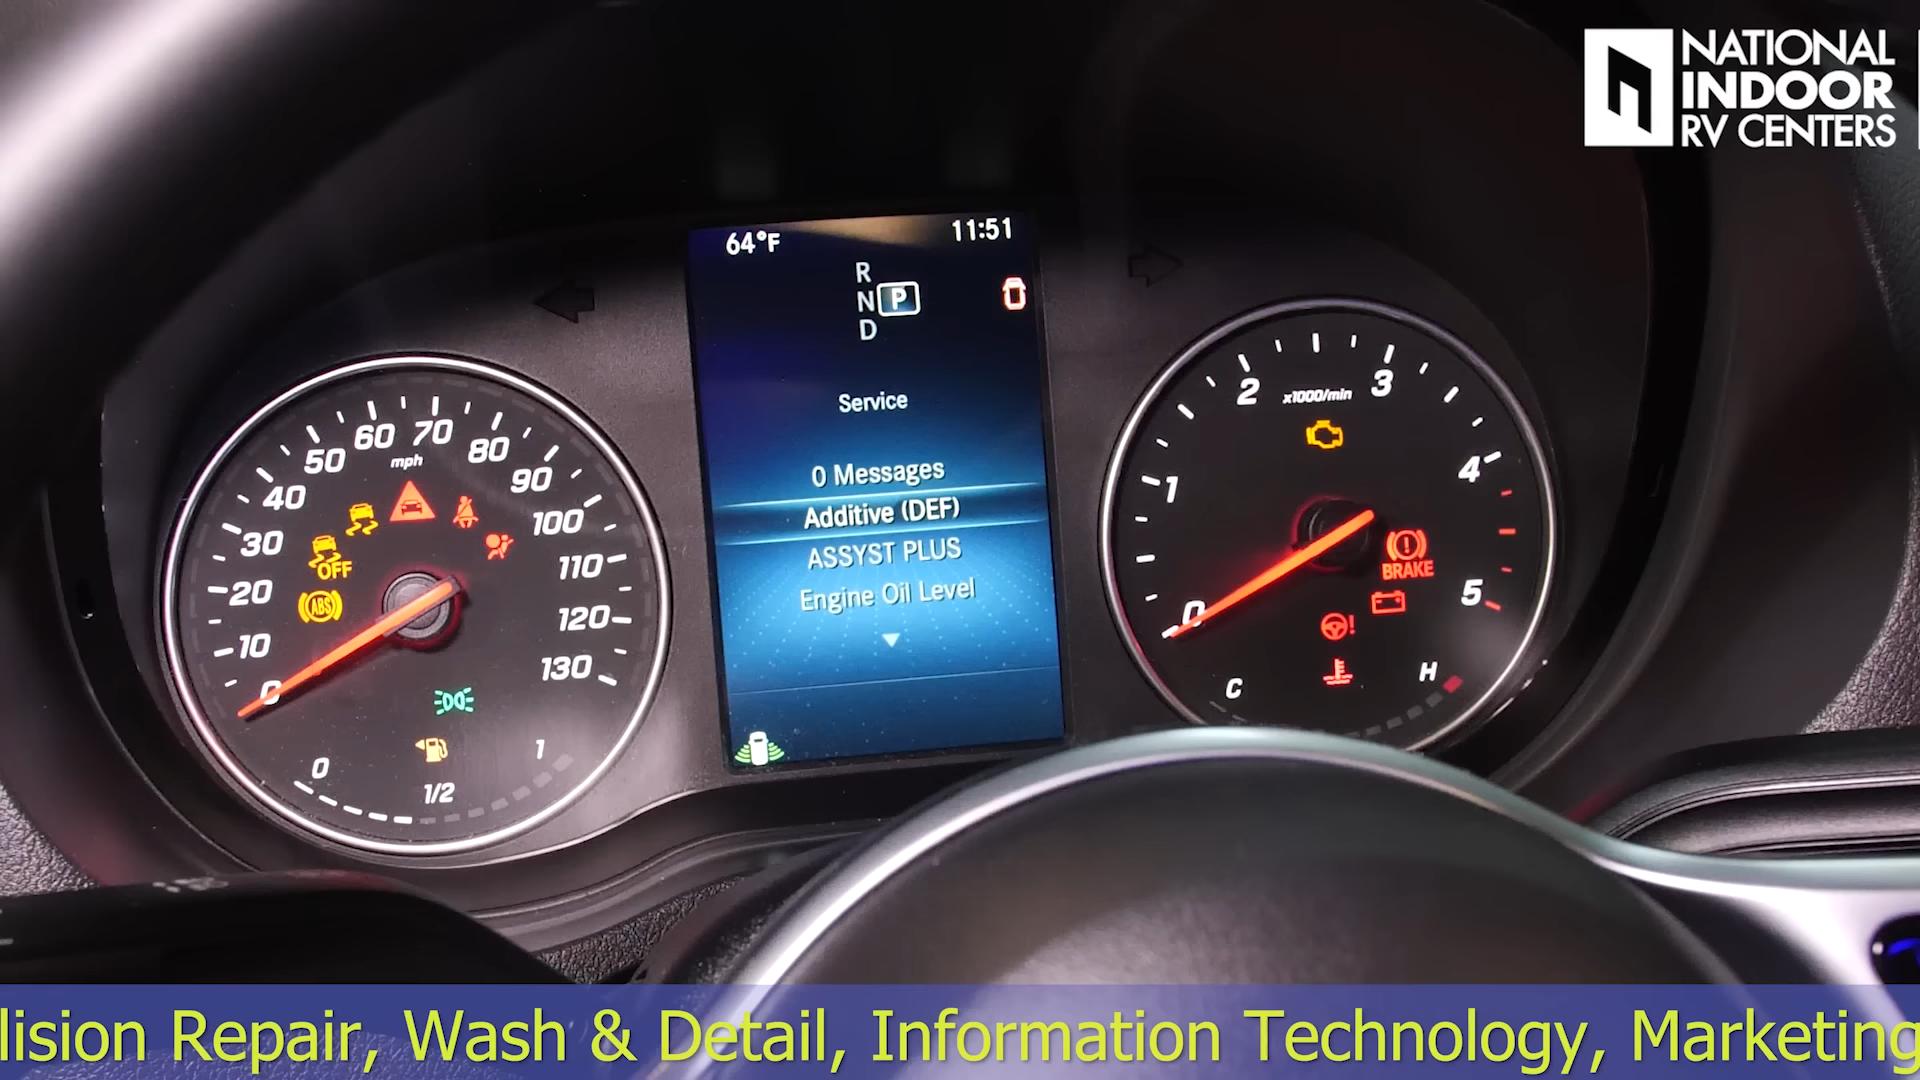 NATIONAL
INDOOR
RV CENTERS
64°F
11:51
R
N P
D
Service
0 Messages
Additive (DEF)
ASSYST PLUS
Engine Oil Level
0
10
20
30
40
50
60
70
80
90
100
110
120
130
mph
OFF
ABS
0
1/2
1
0
1
2
3
4
5
x1000/min
BRAKE
C
H
llision Repair, Wash & Detail, Information Technology, Marketing